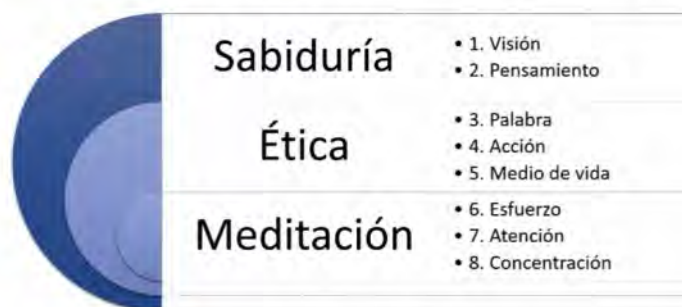 Sabiduría
• 1. Visión
• 2. Pensamiento
Ética
• 3. Palabra
• 4. Acción
• 5. Medio de vida
Meditación
• 6. Esfuerzo
• 7. Atención
• 8. Concentración